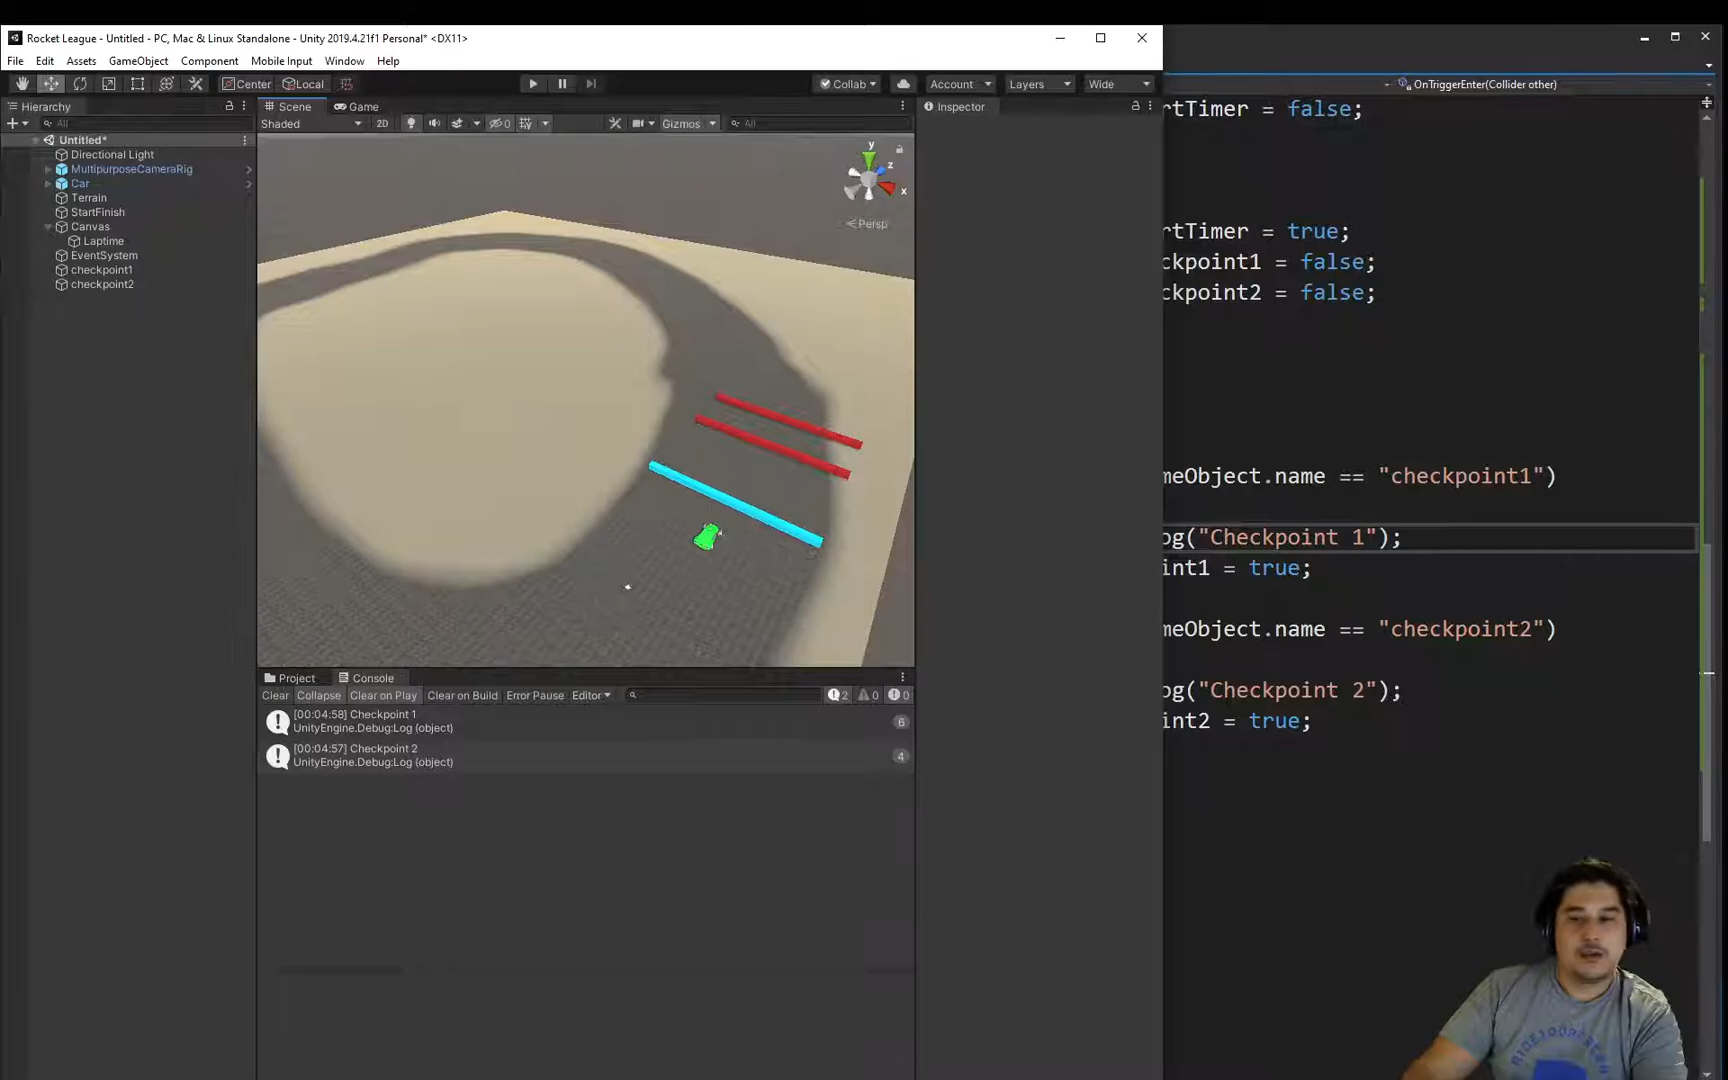 Rocket League - Untitled - PC, Mac & Linux Standalone - Unity 2019.4.21f1 Personal* <DX11>
File Edit Assets GameObject Component Mobile Input Window Help
Center Local Collab Account Layers Wide
Hierarchy
All
Untitled*
Directional Light
MultipurposeCameraRig
Car
Terrain
StartFinish
Canvas
Laptime
EventSystem
checkpoint1
checkpoint2
Scene Game
Shaded 2D 0 Gizmos All
y
z
x
Persp
Inspector
Project Console
Clear Collapse Clear on Play Clear on Build Error Pause Editor 2 0 0
[00:04:58] Checkpoint 1
UnityEngine.Debug:Log (object)
6
[00:04:57] Checkpoint 2
UnityEngine.Debug:Log (object)
4
OnTriggerEnter(Collider other)
rtTimer = false;
rtTimer = true;
ckpoint1 = false;
ckpoint2 = false;
meObject.name == "checkpoint1")
og("Checkpoint 1");
int1 = true;
meObject.name == "checkpoint2")
og("Checkpoint 2");
int2 = true;